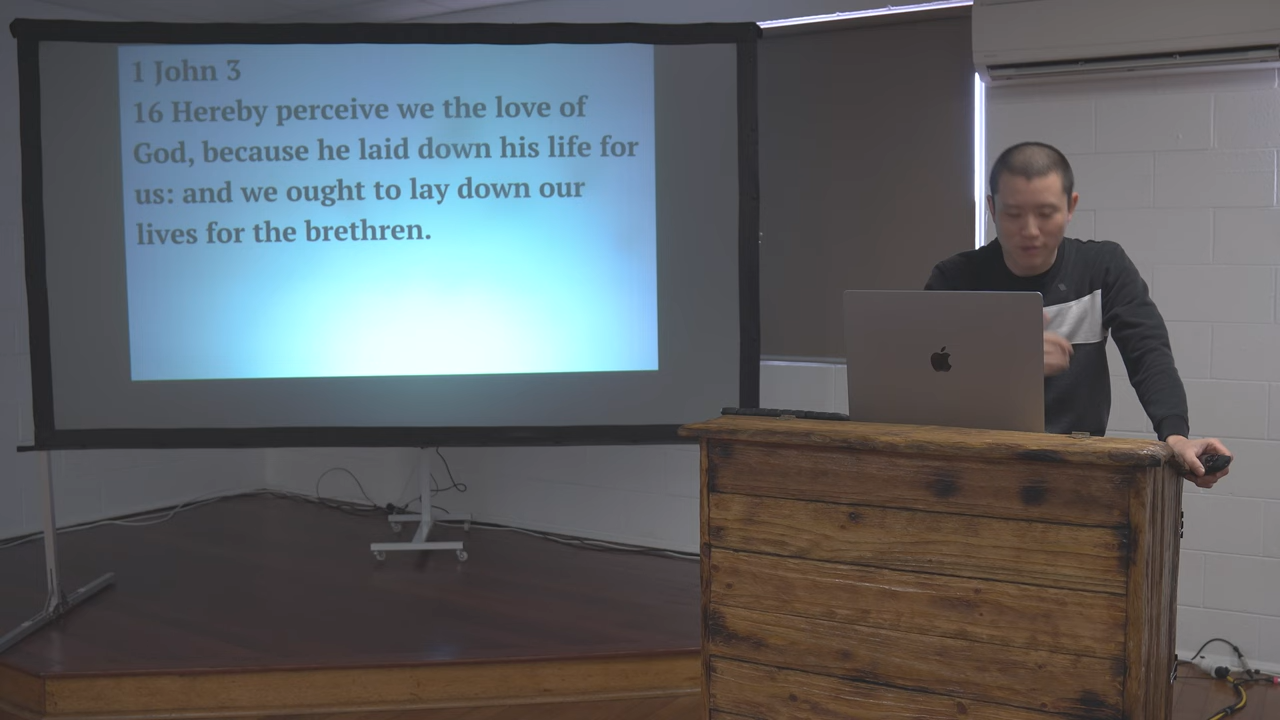 1 John 3
16 Hereby perceive we the love of
God, because he laid down his life for
us: and we ought to lay down our
lives for the brethren.